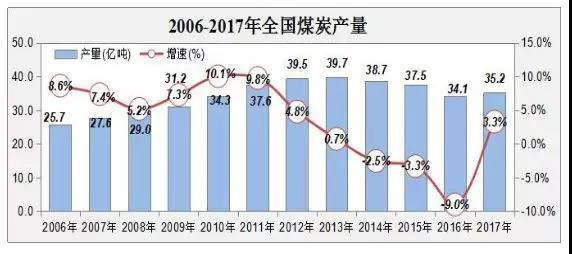 2006-2017年全国煤炭产量
产量(亿吨) 增速(%)
50.0 40.0 30.0 20.0 10.0 0.0
15.0% 10.0% 5.0% 0.0% -5.0% -10.0%
25.7 27.6 29.0 31.2 34.3 37.6 39.5 39.7 38.7 37.5 34.1 35.2
8.6% 7.4% 5.2% 7.3% 10.1% 9.8% 4.8% 0.7% -2.5% -3.3% -9.0% 3.3%
2006年 2007年 2008年 2009年 2010年 2011年 2012年 2013年 2014年 2015年 2016年 2017年